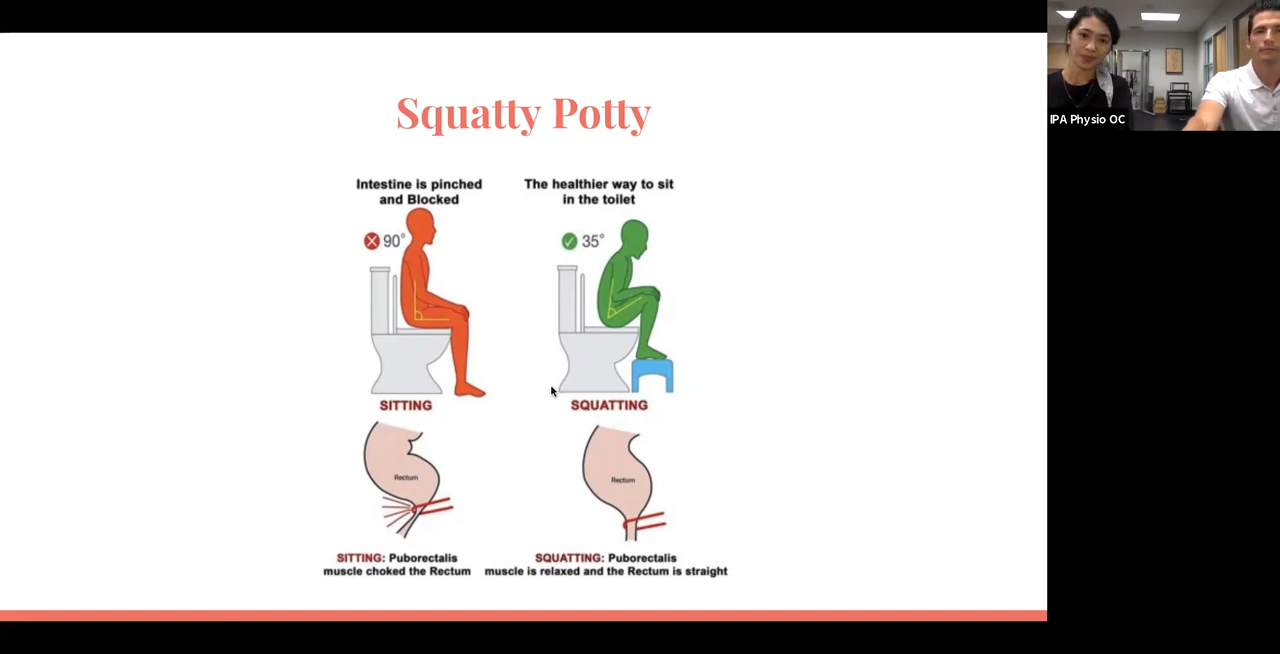 Squatty Potty
Intestine is pinched
and Blocked
90°
SITTING
Rectum
SITTING: Puborectalis
muscle choked the Rectum
The healthier way to sit
in the toilet
35°
SQUATTING
Rectum
SQUATTING: Puborectalis
muscle is relaxed and the Rectum is straight
IPA Physio OC